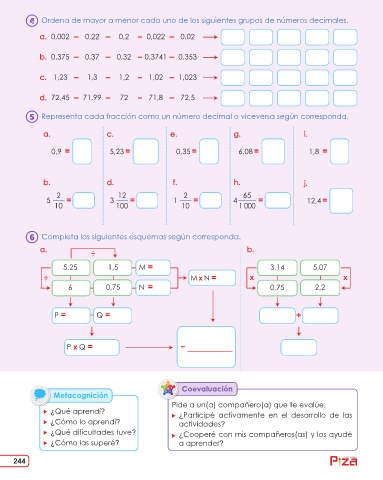 4 Ordena de mayor a menor cada uno de los siguientes grupos de números decimales.
a. 0,002 – 0,22 – 0,2 – 0,022 – 0,02
b. 0,375 – 0,37 – 0,32 – 0,3741 – 0,353
c. 1,23 – 1,3 – 1,2 – 1,02 – 1,023
d. 72,45 – 71,99 – 72 – 71,8 – 72,5
5 Representa cada fracción como un número decimal o viceversa según corresponda.
a. c. e. g. i.
0,9 = 5,23 = 0,35 = 6,08 = 1,8 =
b. d. f. h. j.
5 2/10 = 3 12/100 = 1 2/10 = 4 65/1 000 = 12,4 =
6 Completa los siguientes esquemas según corresponda.
a. b.
÷
5,25 1,5 M = 3,14 5,07
÷ M x N = x x
6 0,75 N = 0,75 2,2
P = Q = +
P x Q = =
Metacognición
¿Qué aprendí?
¿Cómo lo aprendí?
¿Qué dificultades tuve?
¿Cómo las superé?
Coevaluación
Pide a un(a) compañero(a) que te evalúe.
¿Participé activamente en el desarrollo de las
actividades?
¿Cooperé con mis compañeros(as) y los ayudé
a aprender?
244